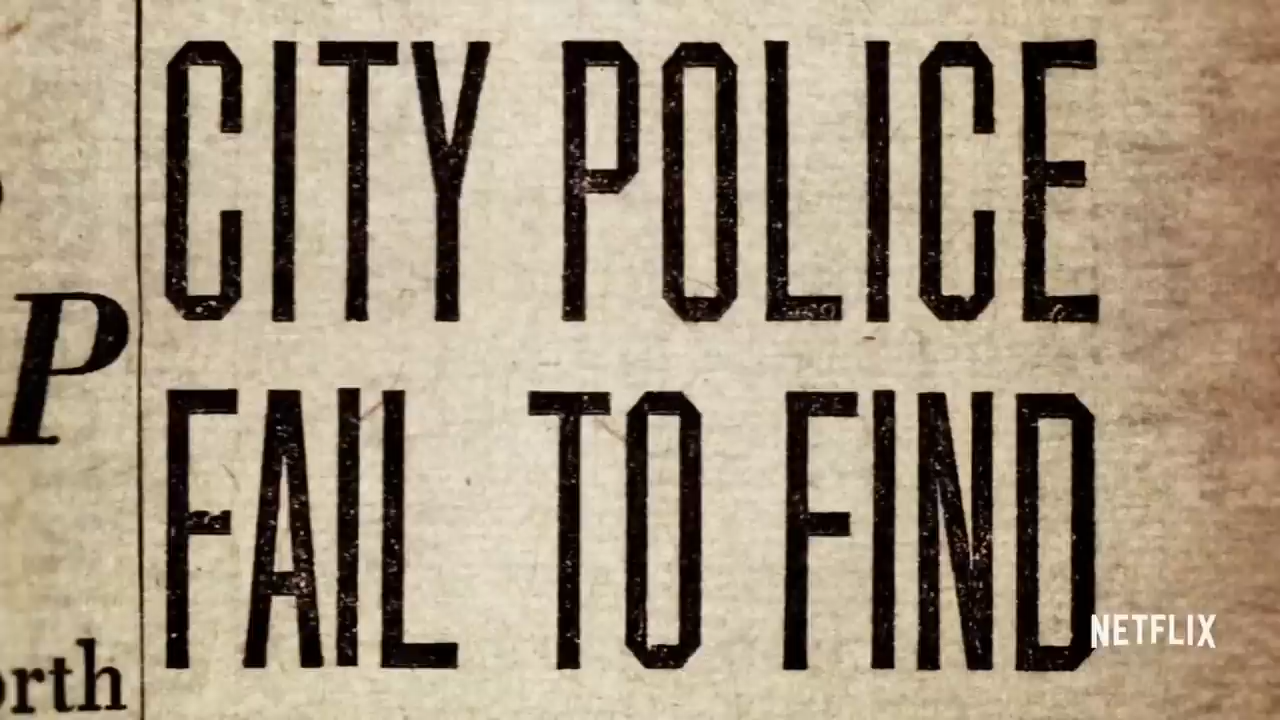 CITY POLICE
FAIL TO FIND
P
orth
NETFLIX